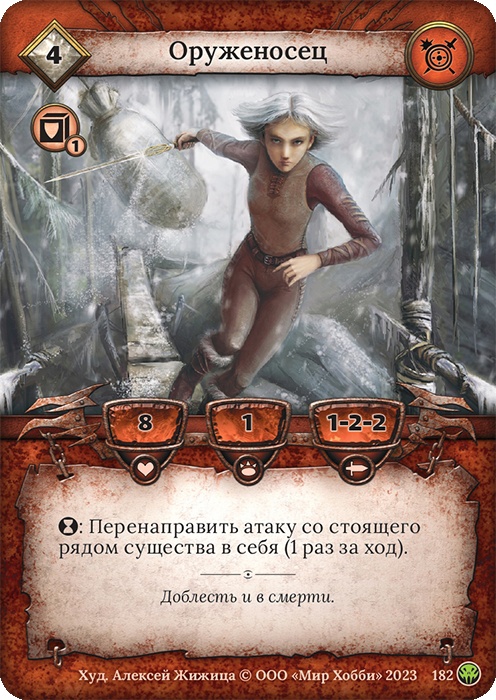 4
Оруженосец
1
8
1
1-2-2
: Перенаправить атаку со стоящего
рядом существа в себя (1 раз за ход).
Доблесть и в смерти.
Худ. Алексей Жижица © ООО «Мир Хобби» 2023 182